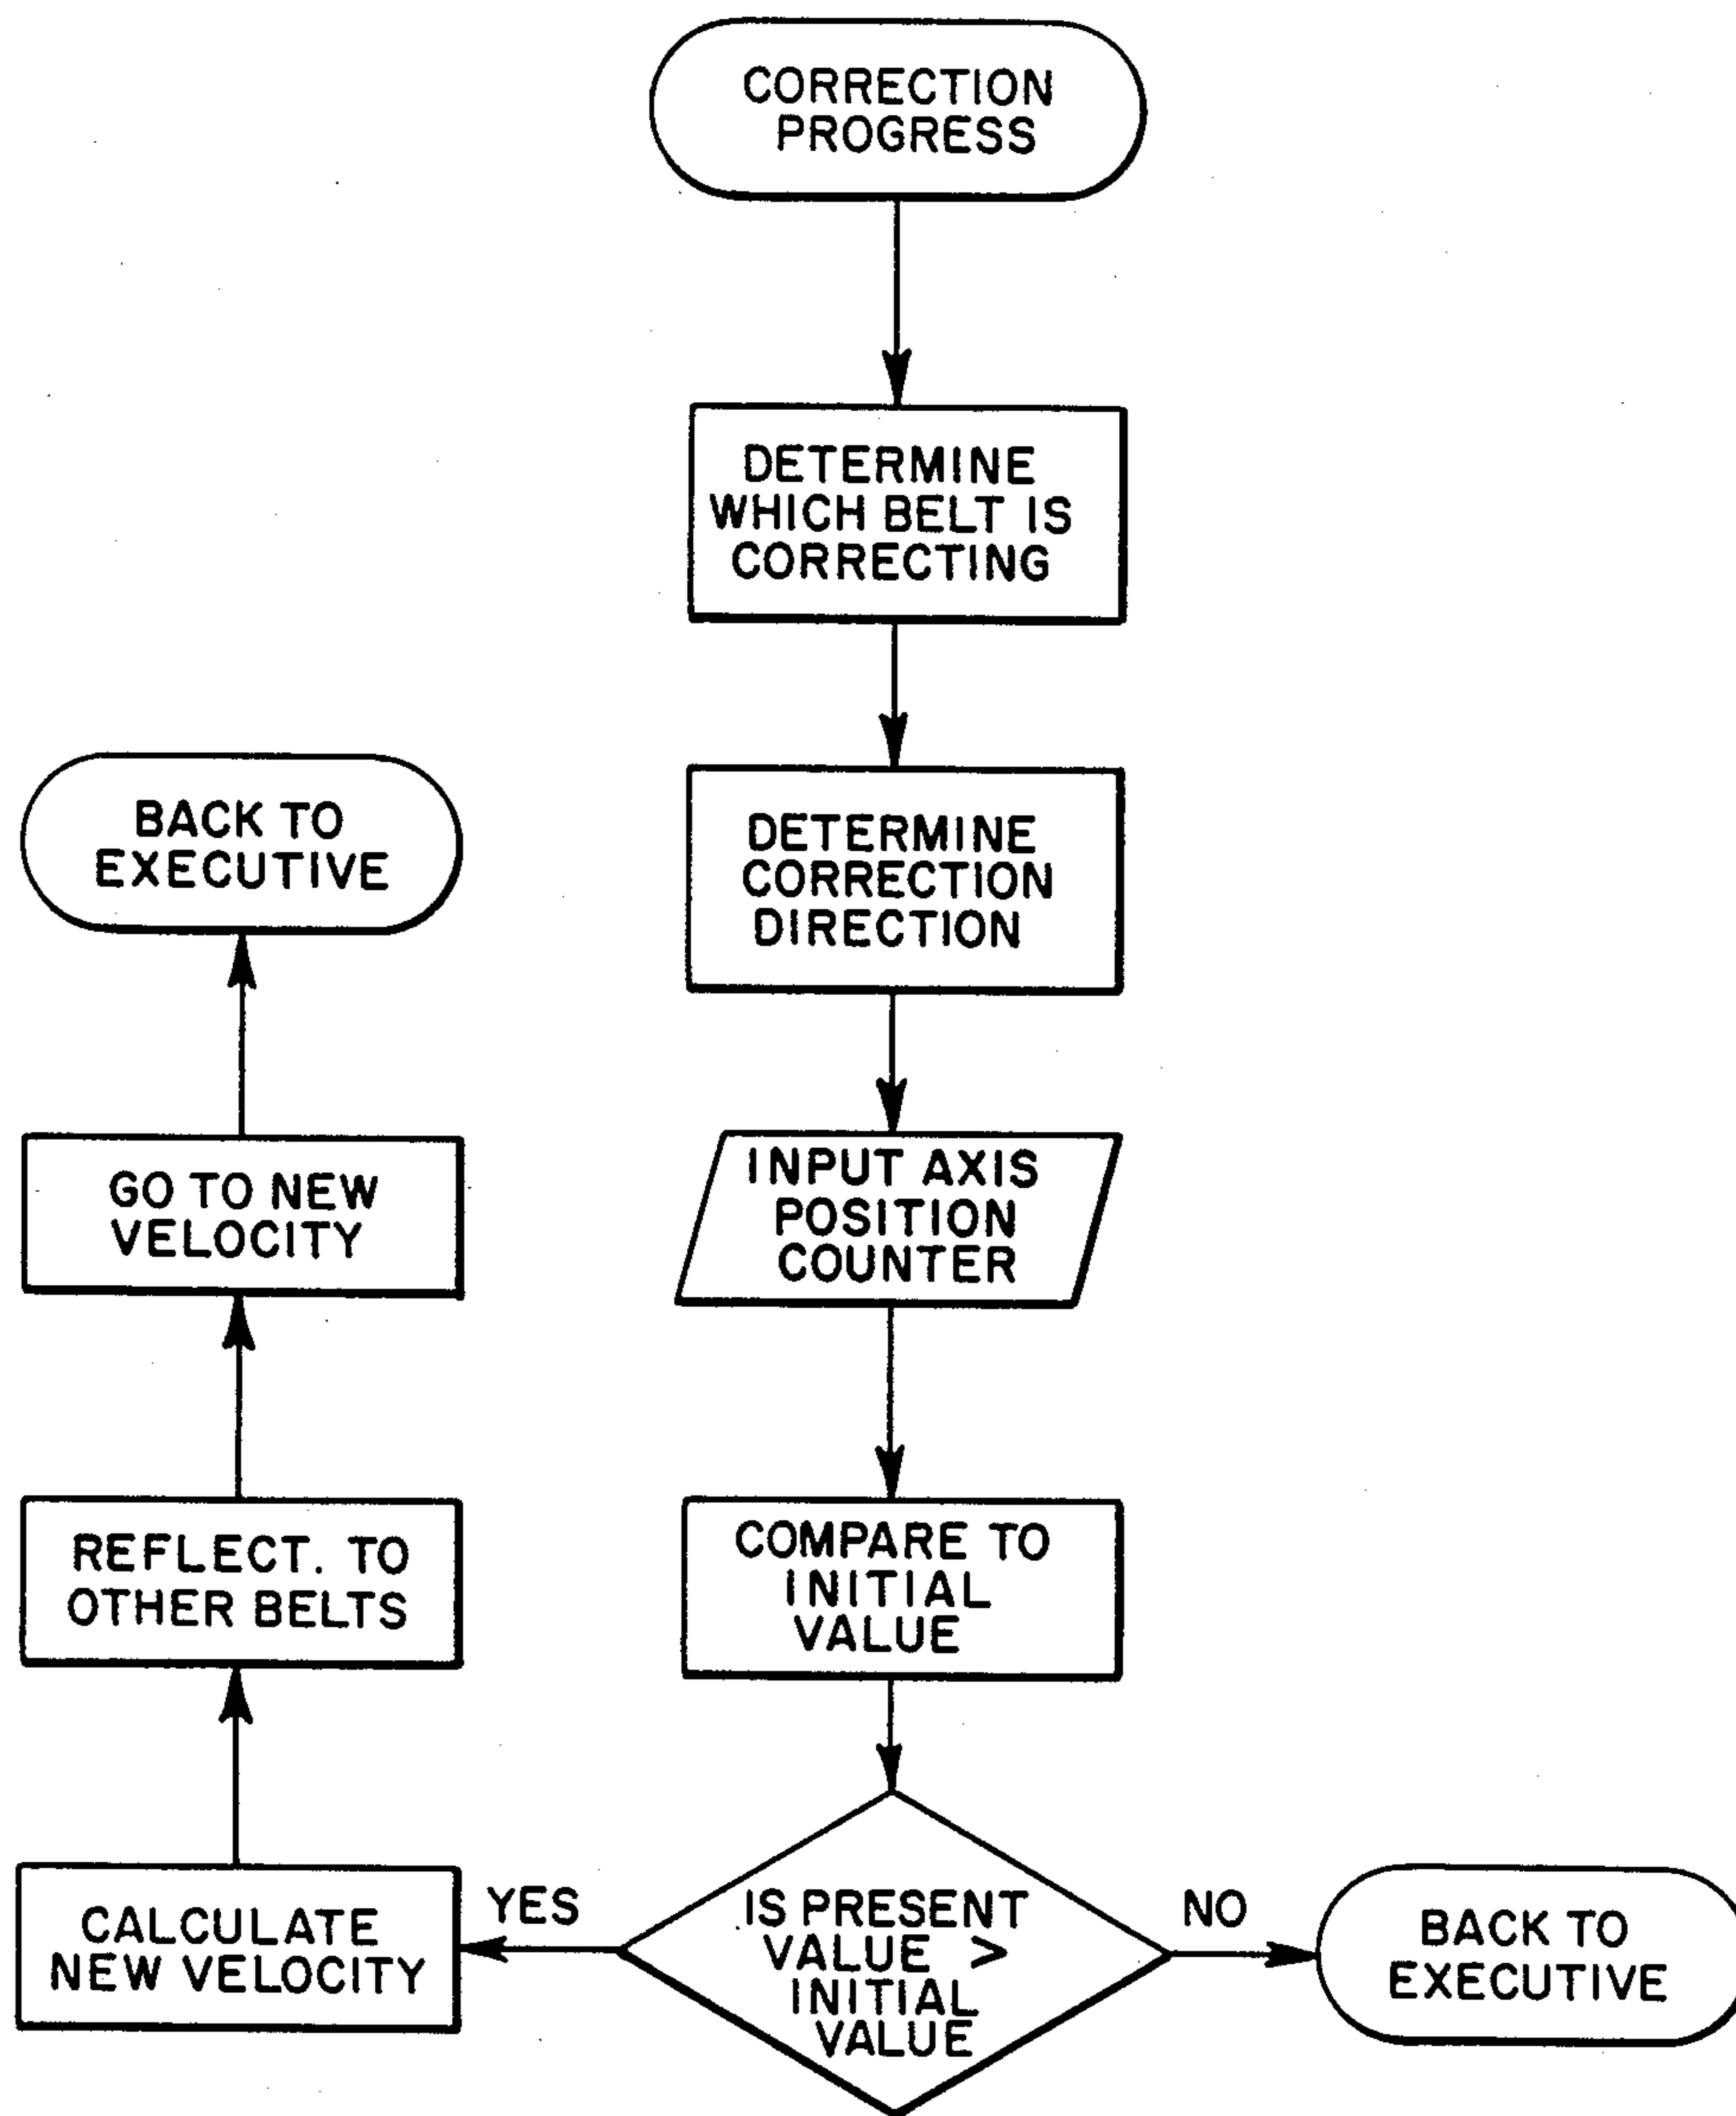 CORRECTION
PROGRESS
DETERMINE
WHICH BELT IS
CORRECTING
DETERMINE
CORRECTION
DIRECTION
INPUT AXIS
POSITION
COUNTER
COMPARE TO
INITIAL
VALUE
IS PRESENT
VALUE >
INITIAL
VALUE
YES
CALCULATE
NEW VELOCITY
REFLECT. TO
OTHER BELTS
GO TO NEW
VELOCITY
BACK TO
EXECUTIVE
NO
BACK TO
EXECUTIVE